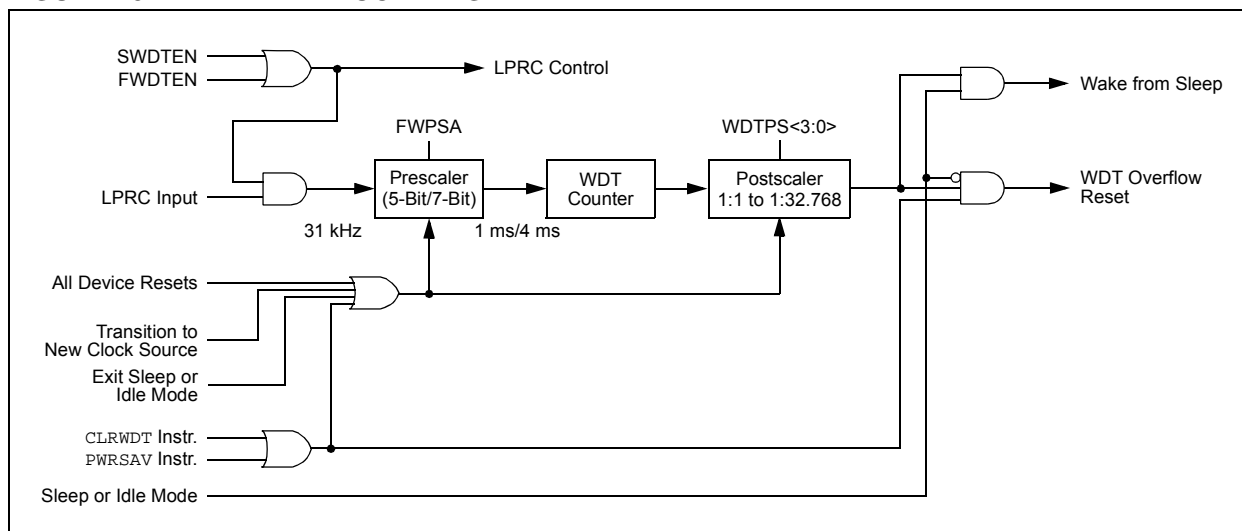 SWDTEN
FWDTEN
LPRC Control
Wake from Sleep
FWPSA
WDTPS<3:0>
LPRC Input
Prescaler
(5-Bit/7-Bit)
WDT
Counter
Postscaler
1:1 to 1:32.768
WDT Overflow
Reset
31 kHz
1 ms/4 ms
All Device Resets
Transition to
New Clock Source
Exit Sleep or
Idle Mode
CLRWDT Instr.
PWRSAV Instr.
Sleep or Idle Mode